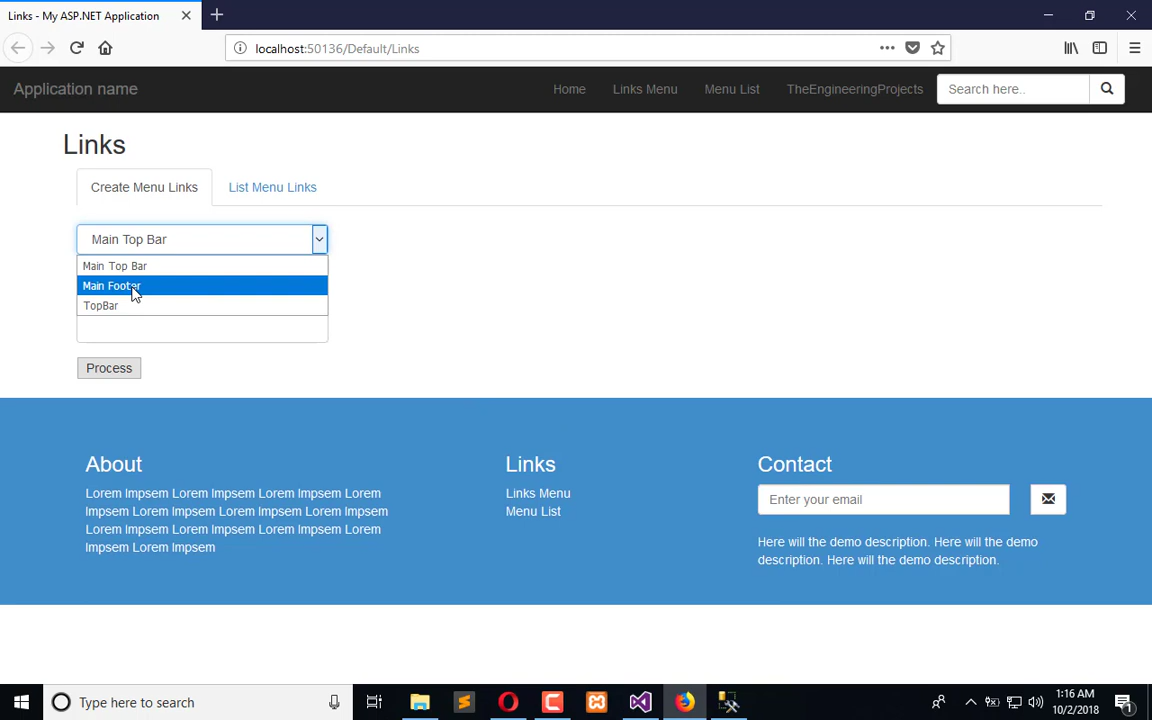 Links - My ASP.NET Application
localhost:50136/Default/Links
Application name
Home
Links Menu
Menu List
TheEngineeringProjects
Search here..
Links
Create Menu Links
List Menu Links
Main Top Bar
Main Top Bar
Main Footer
TopBar
Process
About
Lorem Impsem Lorem Impsem Lorem Impsem Lorem
Impsem Lorem Impsem Lorem Impsem Lorem Impsem
Lorem Impsem Lorem Impsem Lorem Impsem Lorem
Impsem Lorem Impsem
Links
Links Menu
Menu List
Contact
Enter your email
Here will the demo description. Here will the demo
description. Here will the demo description.
Type here to search
1:16 AM
10/2/2018
1